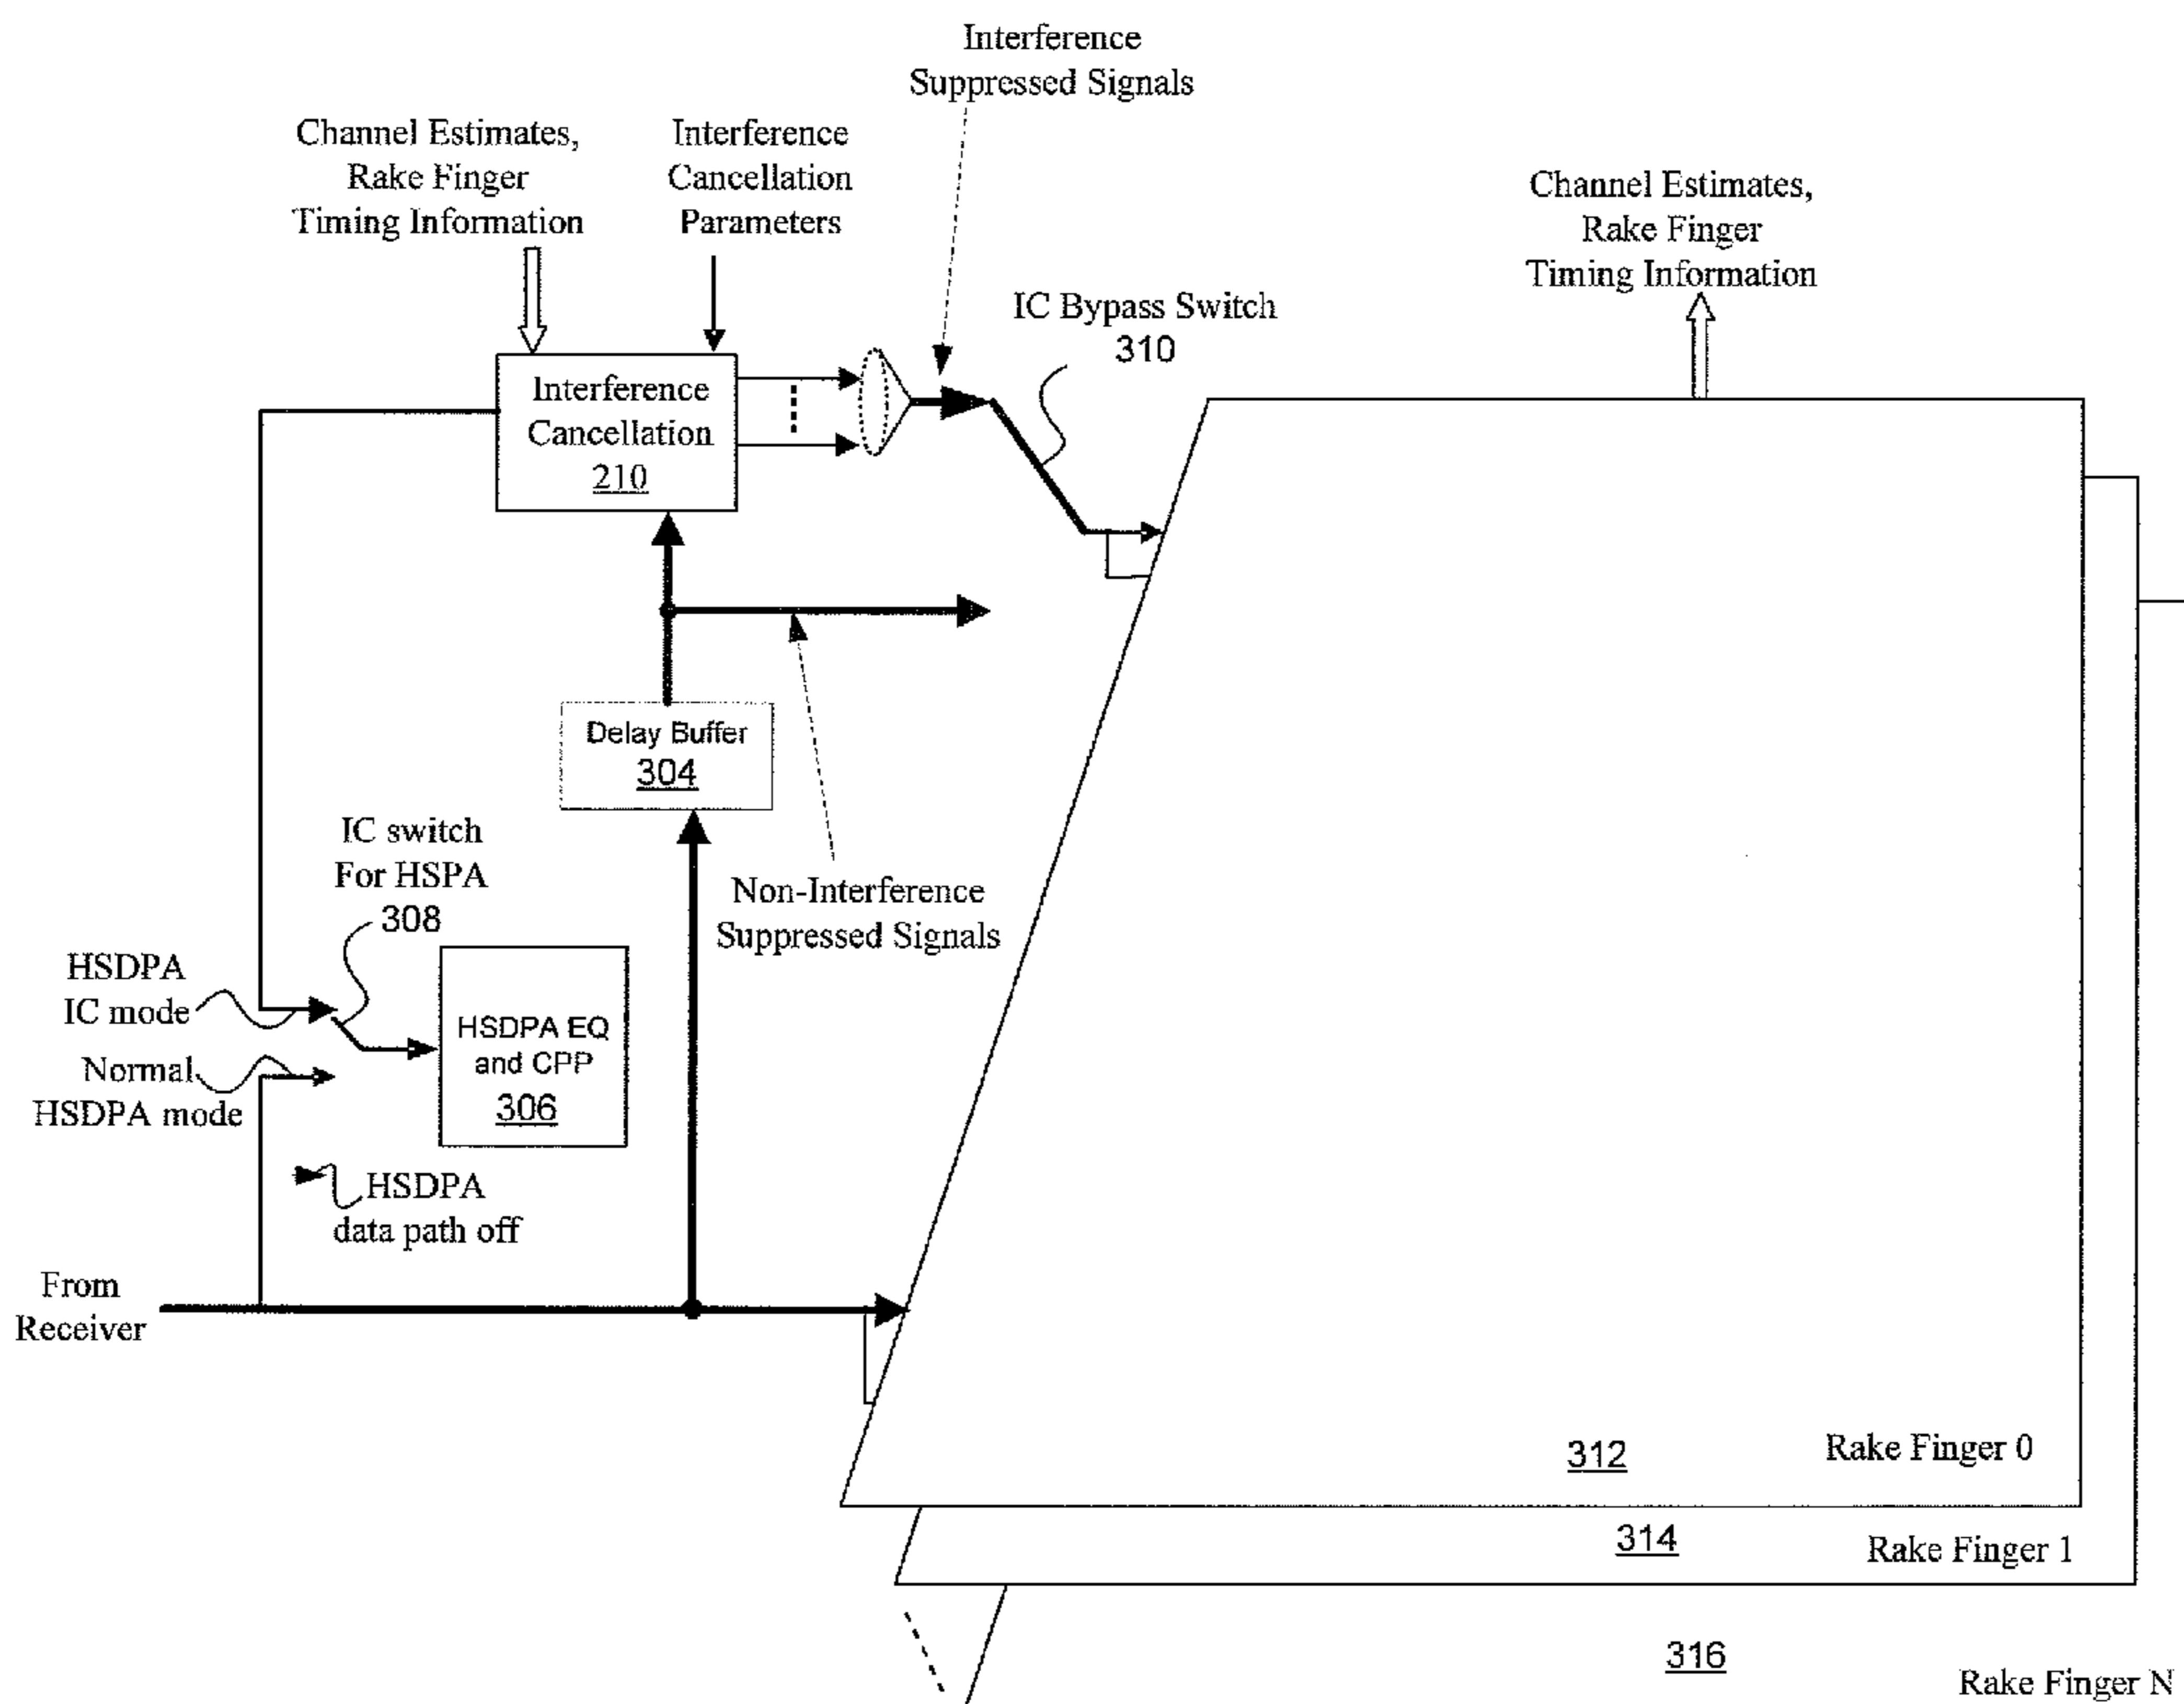 Interference
Suppressed Signals
Channel Estimates,
Rake Finger
Timing Information
Interference
Cancellation
Parameters
Channel Estimates,
Rake Finger
Timing Information
IC Bypass Switch
310
Interference
Cancellation
210
Delay Buffer
304
IC switch
For HSPA
308
Non-Interference
Suppressed Signals
HSDPA
IC mode
HSDPA EQ
and CPP
306
Normal
HSDPA mode
HSDPA
data path off
From
Receiver
312
Rake Finger 0
314
Rake Finger 1
316
Rake Finger N